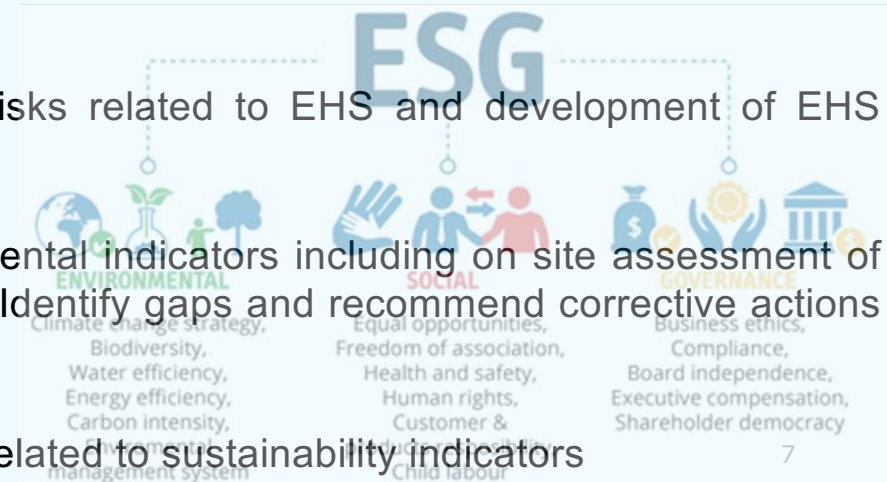 ESG
isks related to EHS and development of EHS
ental indicators including on site assessment of
ENVIRONMENTAL SOCIAL GOVERNANCE
Identify gaps and recommend corrective actions
Climate change strategy,
Biodiversity,
Water efficiency,
Energy efficiency,
Carbon intensity,
management system
Equal opportunities,
Freedom of association,
Health and safety,
Human rights,
Customer &
Child labour
Business ethics,
Compliance,
Board independence,
Executive compensation,
Shareholder democracy
elated to sustainability indicators
7